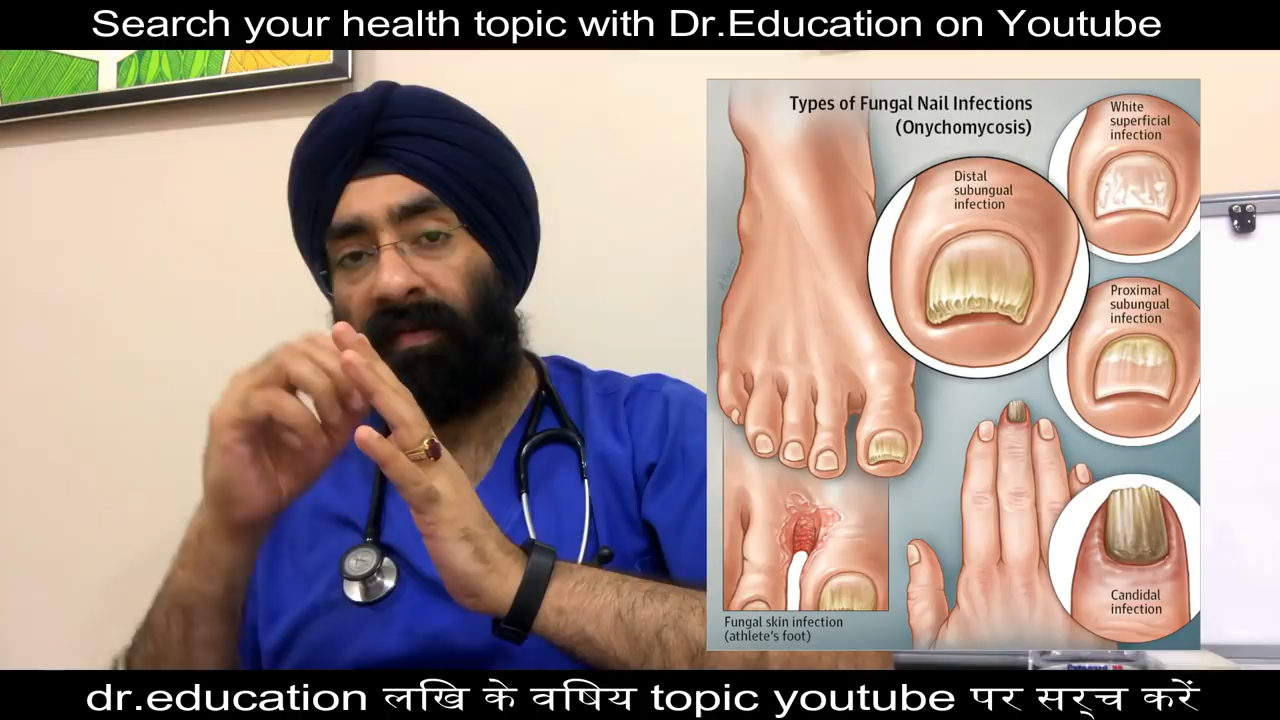 Search your health topic with Dr.Education on Youtube
Types of Fungal Nail Infections
(Onychomycosis)
White
superficial
infection
Distal
subungual
infection
Proximal
subungual
infection
Candidal
infection
Fungal skin infection
(athlete's foot)
dr.education लखि के वषिय topic youtube पर सर्च करें